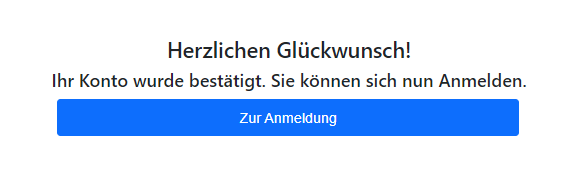 Herzlichen Glückwunsch!
Ihr Konto wurde bestätigt. Sie können sich nun Anmelden.
Zur Anmeldung